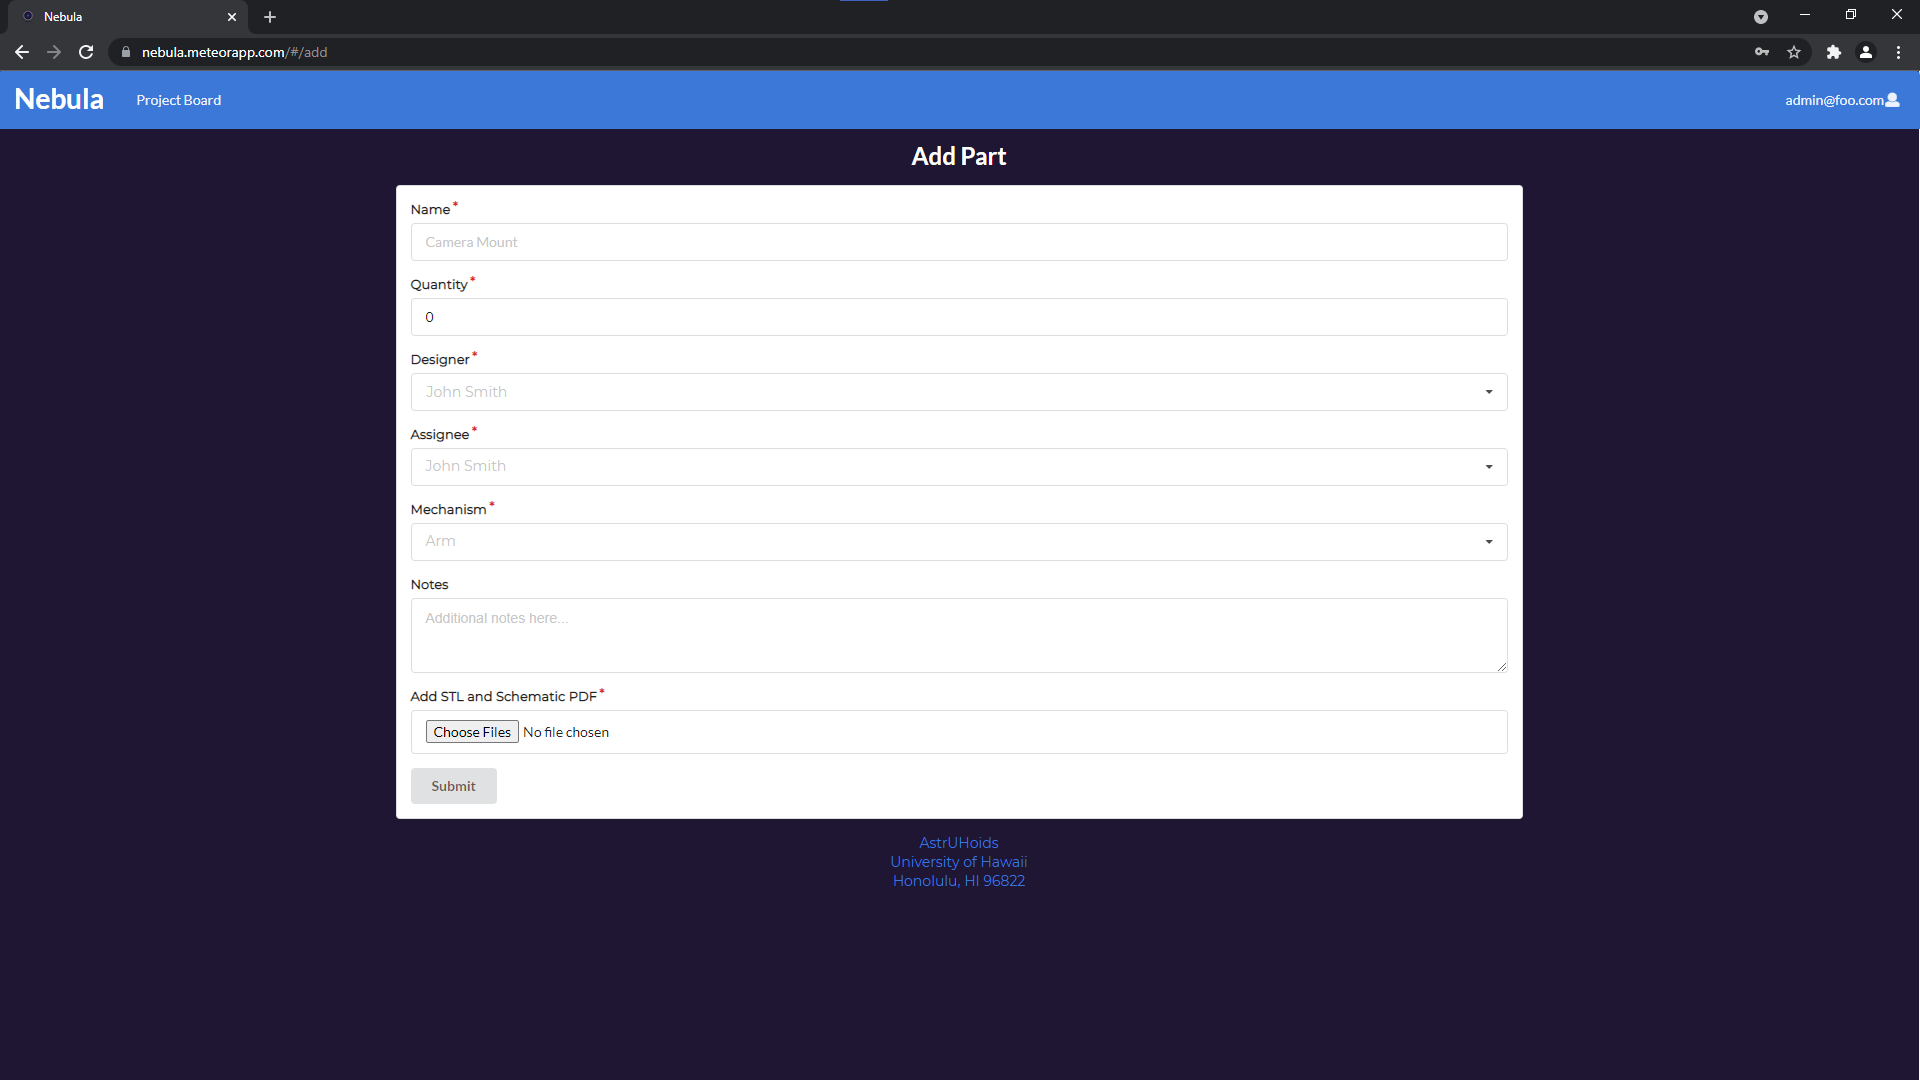 Nebula
nebula.meteorapp.com/#/add
Nebula
Project Board
admin@foo.com
Add Part
Name*
Camera Mount
Quantity*
0
Designer*
John Smith
Assignee*
John Smith
Mechanism*
Arm
Notes
Additional notes here...
Add STL and Schematic PDF*
Choose Files No file chosen
Submit
AstrUHoids
University of Hawaii
Honolulu, HI 96822